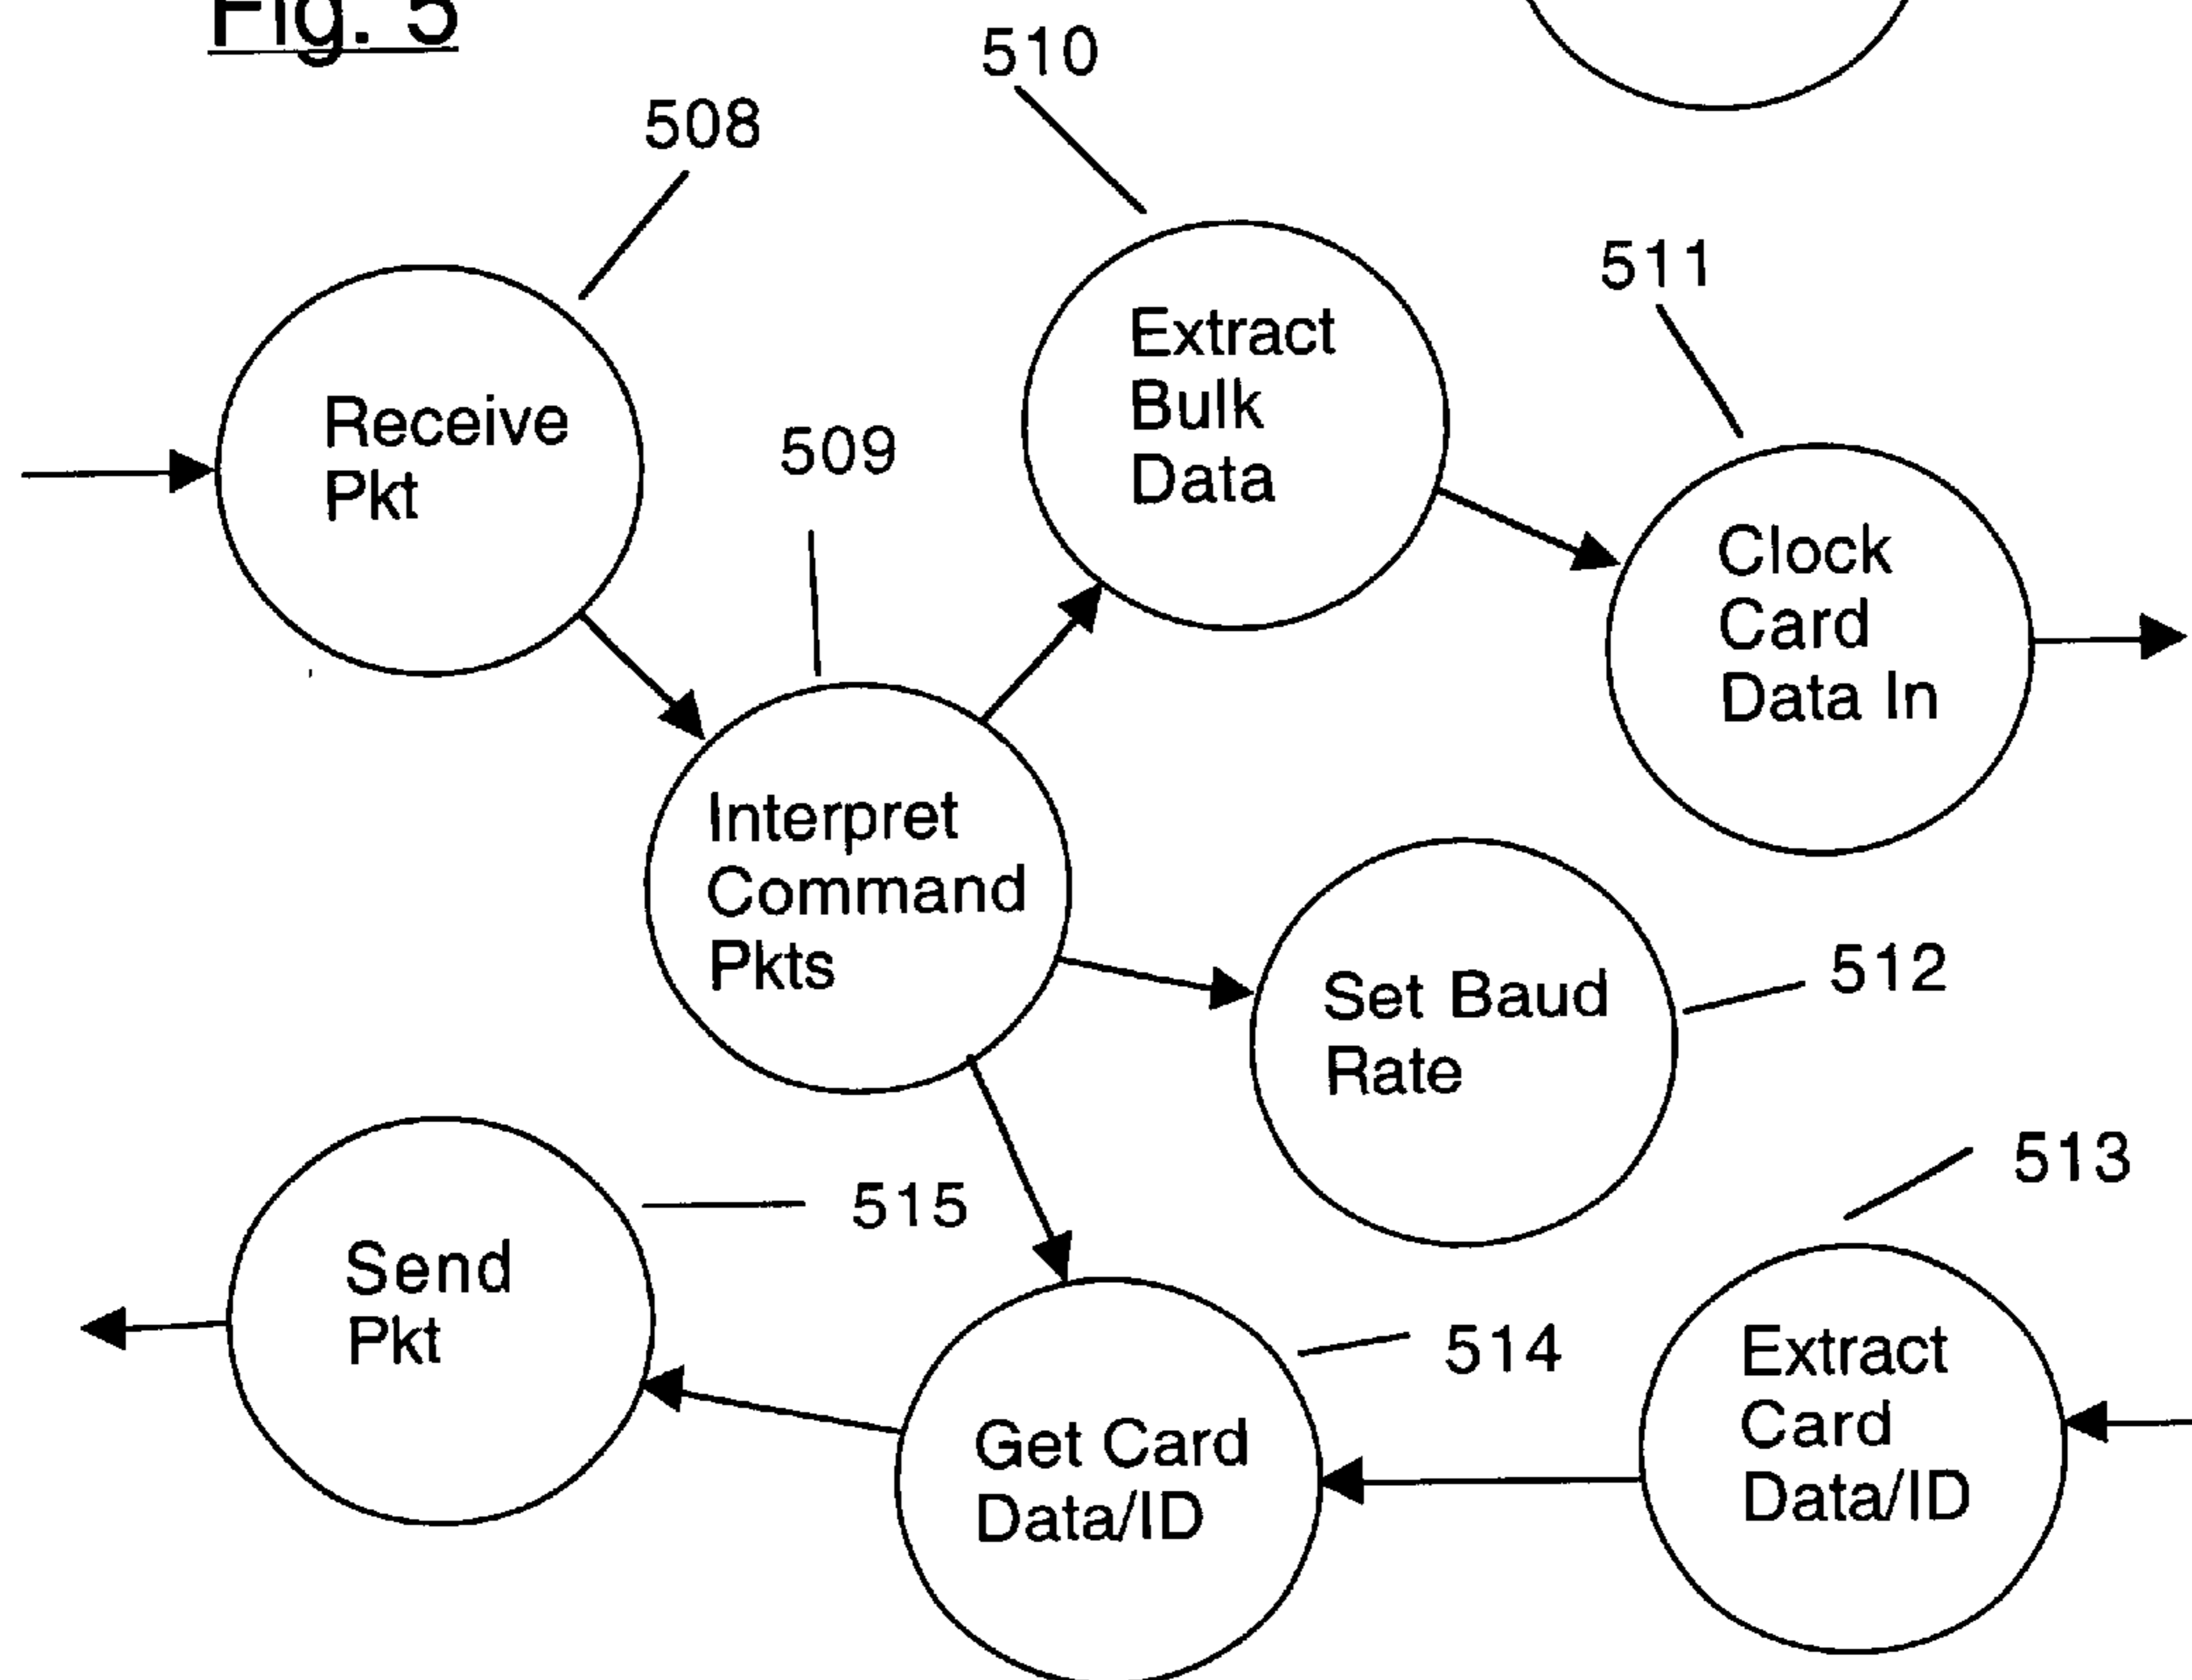 Fig. 5
510
508
511
Extract
Bulk
Data
Receive
Pkt
509
Clock
Card
Data In
Interpret
Command
Pkts
512
Set Baud
Rate
513
515
Send
Pkt
514
Extract
Card
Data/ID
Get Card
Data/ID